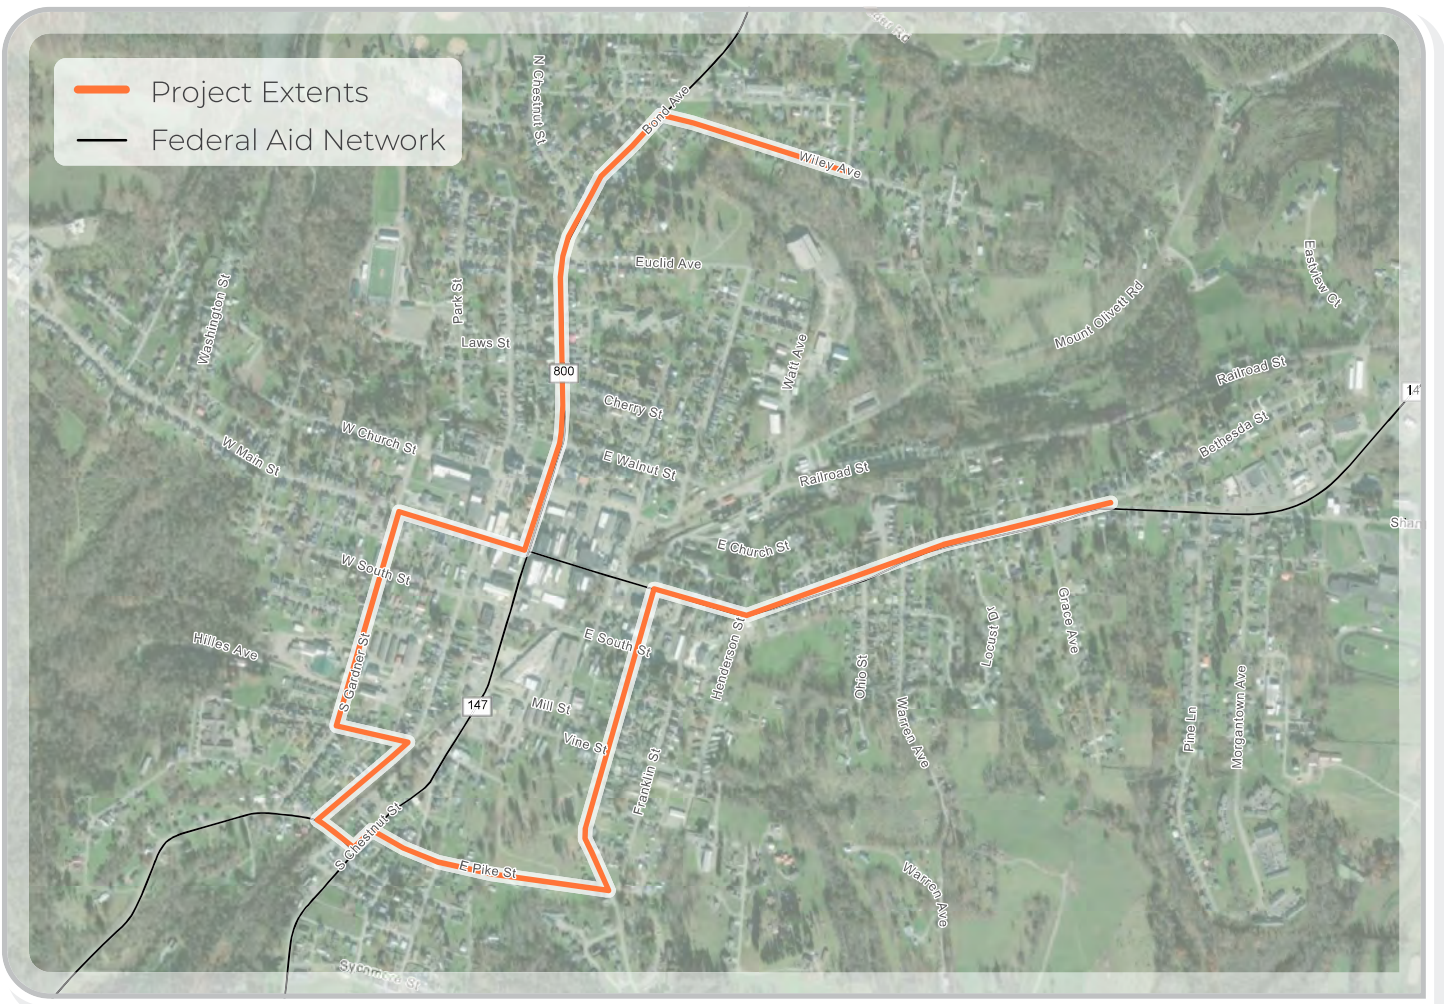 Project Extents
Federal Aid Network
N Chestnut St
Bond Ave
Wiley Ave
Euclid Ave
Eastview Ct
Washington St
Park St
Laws St
Mount Olivett Rd
Watt Ave
800
Railroad St
14
Cherry St
W Church St
Bethesda St
W Main St
E Walnut St
Railroad St
E Church St
W South St
Grace Ave
Locust Dr
Hilles Ave
E South St
S Gardner St
Henderson St
Ohio St
147
Mill St
Vine St
Warren Ave
Pine Ln
Morgantown Ave
Franklin St
S Chestnut St
E Pike St
Warren Ave
Sycamore St